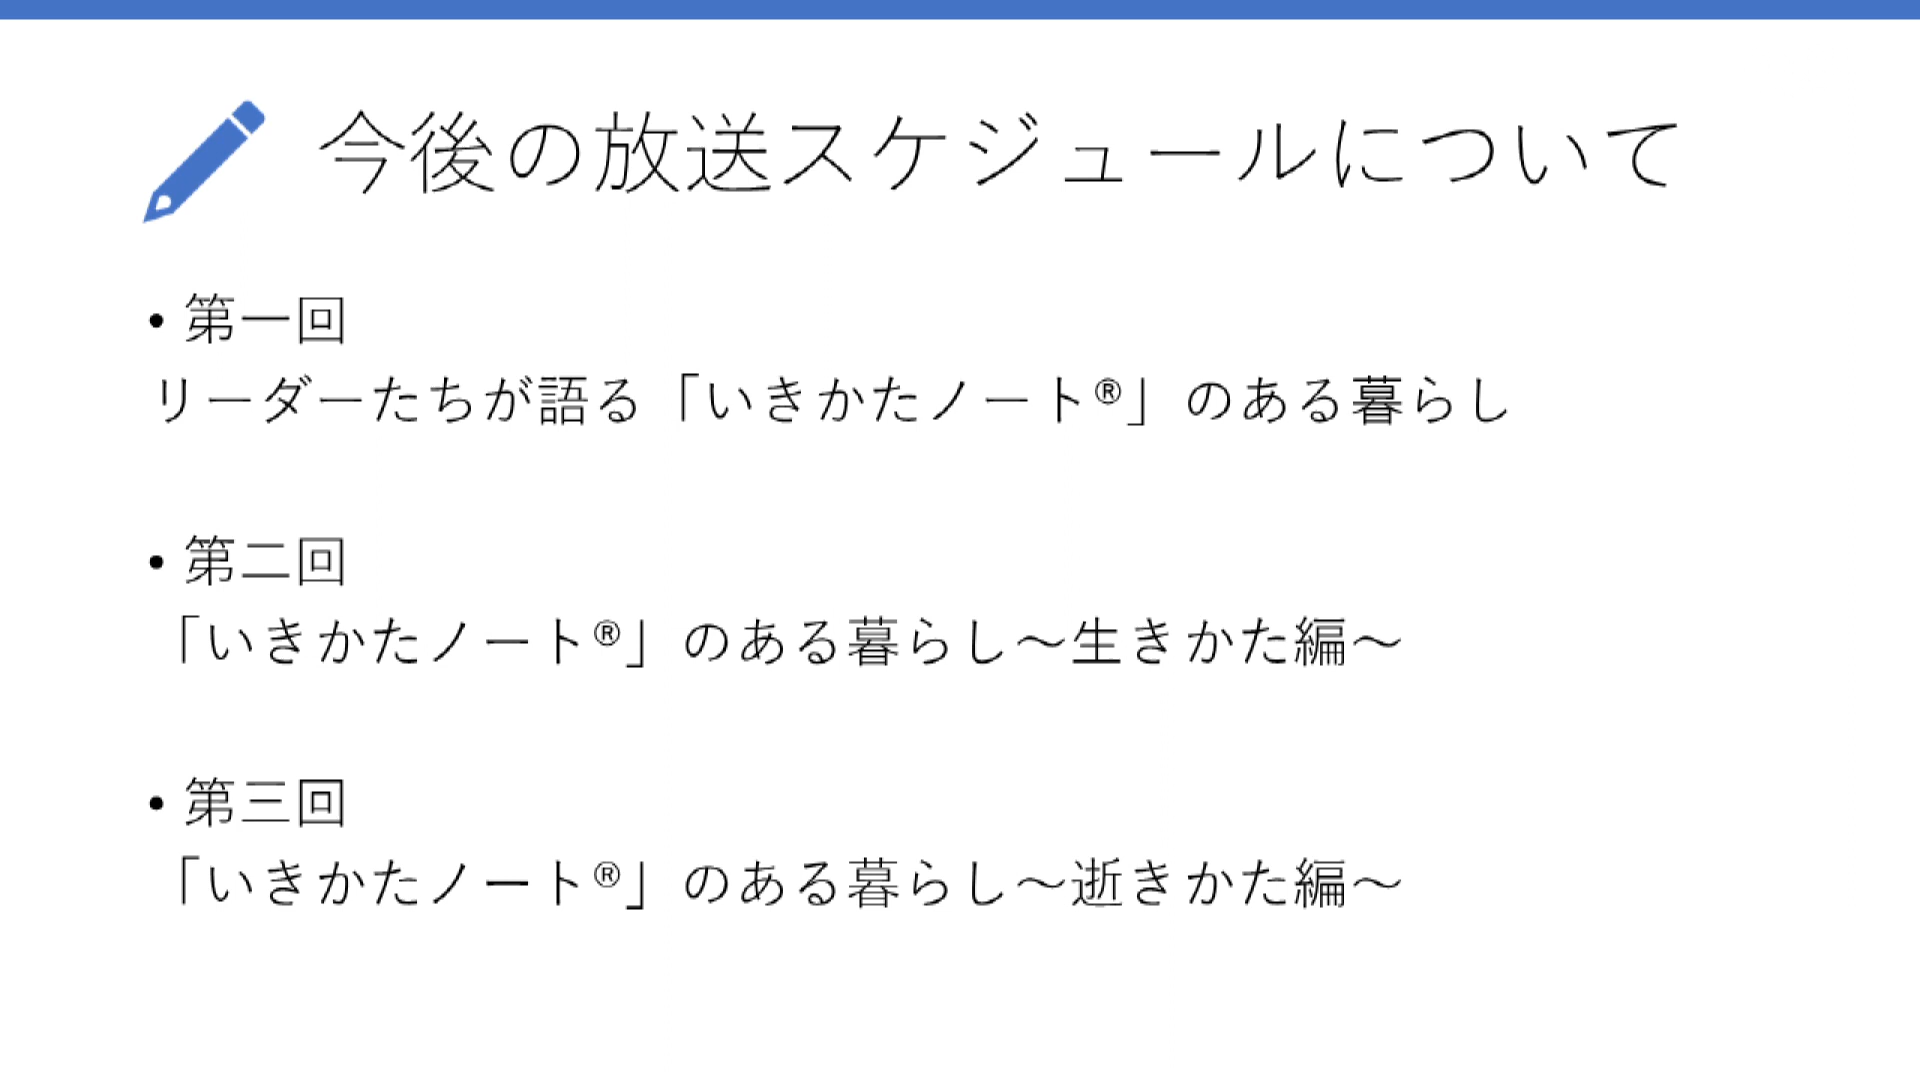 今後の放送スケジュールについて
• 第一回
リーダーたちが語る「いきかたノート®」のある暮らし
• 第二回
「いきかたノート®」のある暮らし～生きかた編～
• 第三回
「いきかたノート®」のある暮らし～逝きかた編～